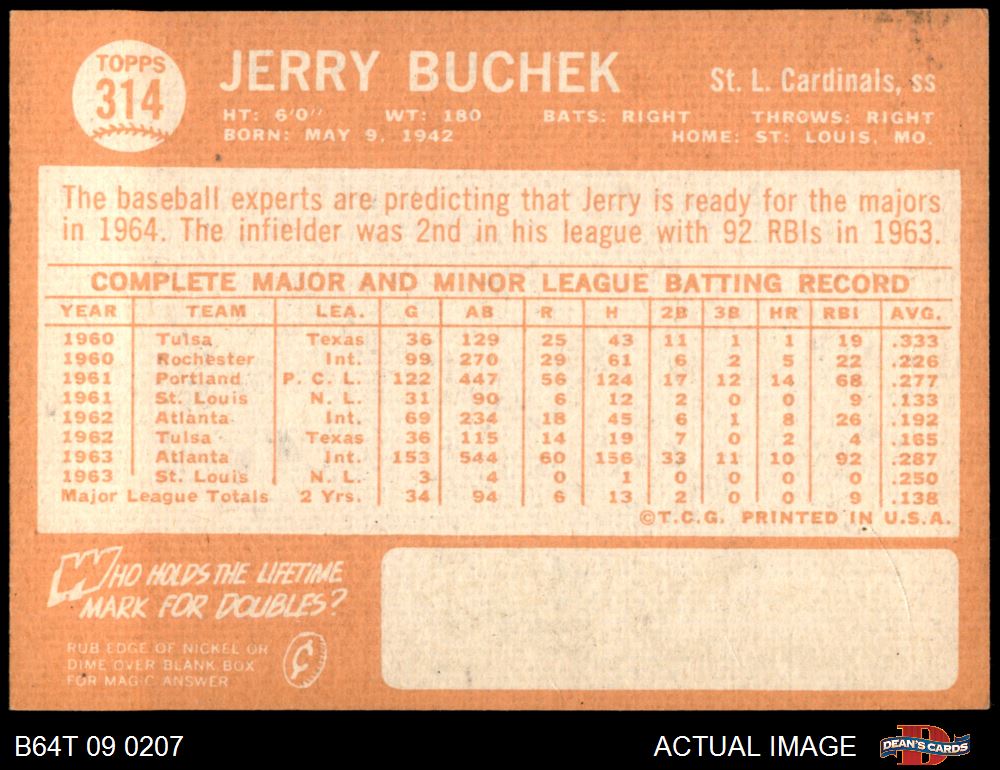 TOPPS
314
JERRY BUCHEK
St. L. Cardinals, ss
HT: 6'0" WT: 180 BATS: RIGHT THROWS: RIGHT
BORN: MAY 9, 1942 HOME: ST: LOUIS, MO.
The baseball experts are predicting that Jerry is ready for the majors
in 1964. The infielder was 2nd in his league with 92 RBIs in 1963.
COMPLETE MAJOR AND MINOR LEAGUE BATTING RECORD
YEAR TEAM LEA. G AB R H 2B 3B HR RBI AVG.
1960 Tulsa Texas 36 129 25 43 11 1 1 19 .333
1960 Rochester Int. 99 270 29 61 6 2 5 22 .226
1961 Portland P. C. L. 122 447 56 124 17 12 14 68 .277
1961 St. Louis N. L. 31 90 6 12 2 0 0 9 .133
1962 Atlanta Int. 69 234 18 45 6 1 8 26 .192
1962 Tulsa Texas 36 115 14 19 7 0 2 4 .165
1963 Atlanta Int. 153 544 60 156 33 11 10 92 .287
1963 St. Louis N. L. 3 4 0 1 0 0 0 0 .250
Major League Totals 2 Yrs. 34 94 6 13 2 0 0 9 .138
©T.C.G. PRINTED IN U.S.A.
WHO HOLDS THE LIFETIME
MARK FOR DOUBLES?
RUB EDGE OF NICKEL OR
DIME OVER BLANK BOX
FOR MAGIC ANSWER
¢
B64T 09 0207
ACTUAL IMAGE
D
DEAN'S CARDS